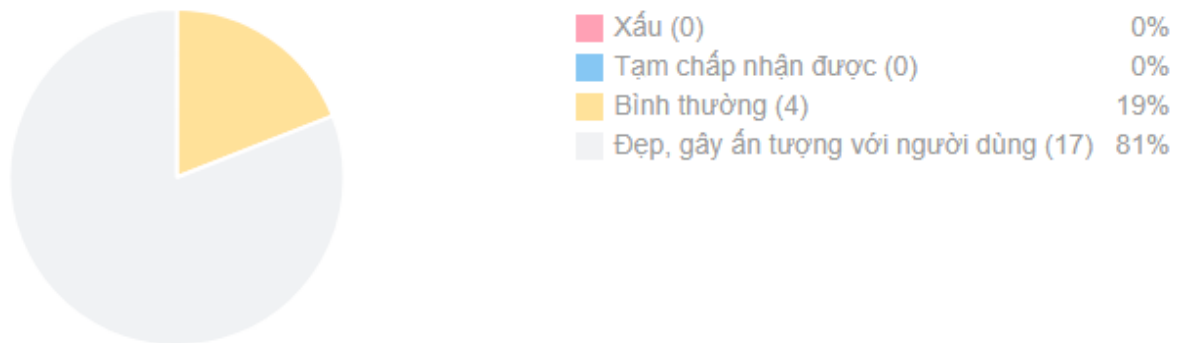 Xấu (0) 0%
Tạm chấp nhận được (0) 0%
Bình thường (4) 19%
Đẹp, gây ấn tượng với người dùng (17) 81%